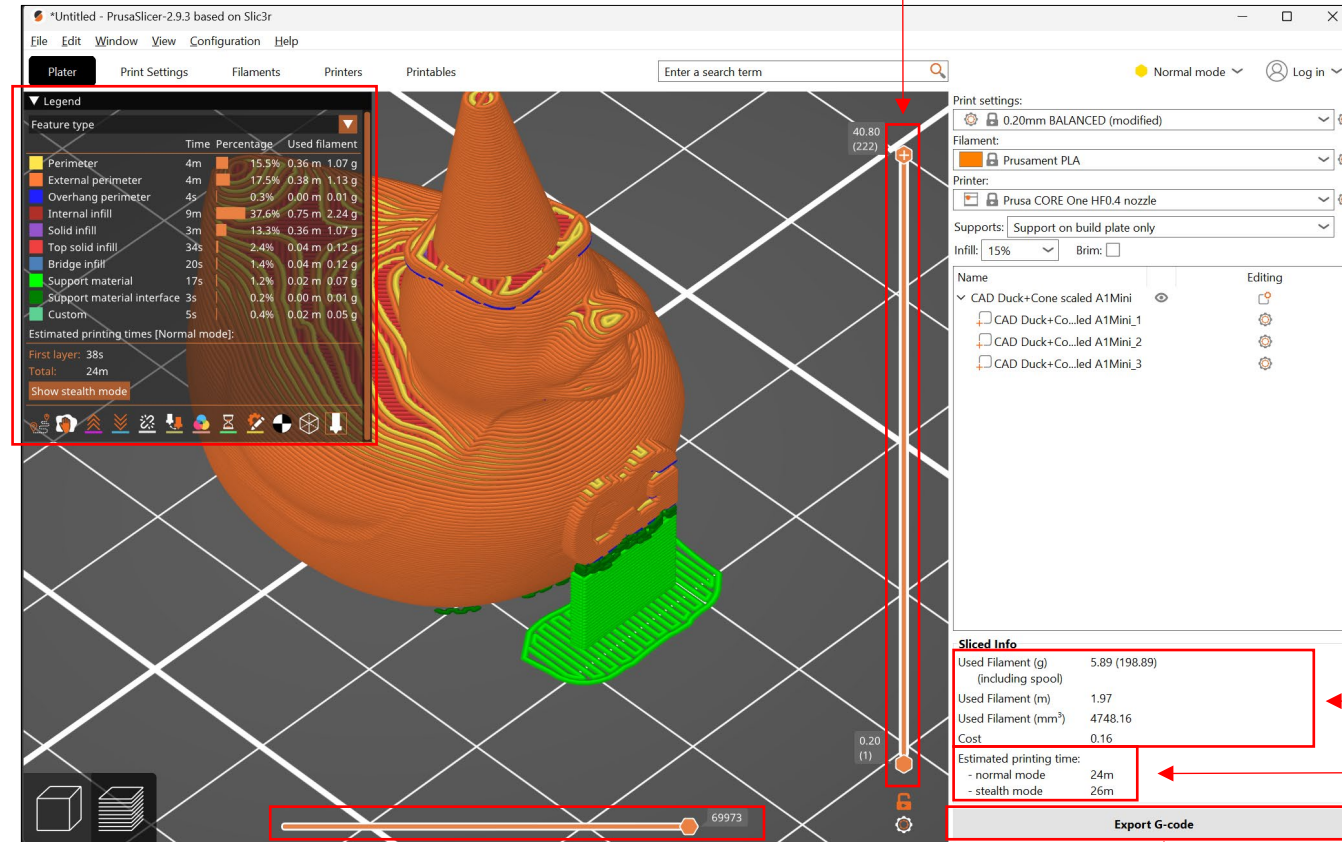 *Untitled - PrusaSlicer-2.9.3 based on Slic3r
File Edit Window View Configuration Help
Plater Print Settings Filaments Printers Printables Enter a search term Normal mode Log in
Legend
Feature type
Time Percentage Used filament
Perimeter 4m 15.5% 0.36 m 1.07 g
External perimeter 4m 17.5% 0.38 m 1.13 g
Overhang perimeter 4s 0.3% 0.00 m 0.01 g
Internal infill 9m 37.6% 0.75 m 2.24 g
Solid infill 3m 13.3% 0.36 m 1.07 g
Top solid infill 34s 2.4% 0.04 m 0.12 g
Bridge infill 20s 1.4% 0.04 m 0.12 g
Support material 17s 1.2% 0.02 m 0.07 g
Support material interface 3s 0.2% 0.00 m 0.01 g
Custom 5s 0.4% 0.02 m 0.05 g
Estimated printing times [Normal mode]:
First layer: 38s
Total: 24m
Show stealth mode
40.80
(222)
0.20
(1)
69973
Print settings:
0.20mm BALANCED (modified)
Filament:
Prusament PLA
Printer:
Prusa CORE One HF0.4 nozzle
Supports: Support on build plate only
Infill: 15% Brim:
Name Editing
CAD Duck+Cone scaled A1Mini
CAD Duck+Co...led A1Mini_1
CAD Duck+Co...led A1Mini_2
CAD Duck+Co...led A1Mini_3
Sliced Info
Used Filament (g) 5.89 (198.89)
(including spool)
Used Filament (m) 1.97
Used Filament (mm³) 4748.16
Cost 0.16
Estimated printing time:
- normal mode 24m
- stealth mode 26m
Export G-code